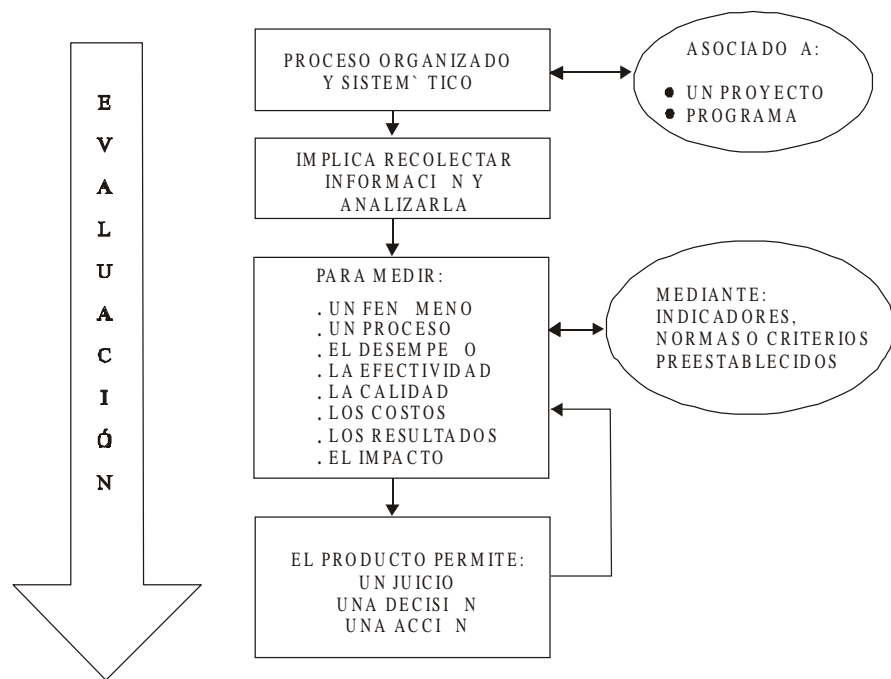 EVALUACIÓN
PROCESO ORGANIZADO
Y SISTEM` TICO
ASOCIADO A:
● UN PROYECTO
● PROGRAMA
IMPLICA RECOLECTAR
INFORMACI N Y
ANALIZARLA
PARA MEDIR:
. UN FEN MENO
. UN PROCESO
. EL DESEMPE O
. LA EFECTIVIDAD
. LA CALIDAD
. LOS COSTOS
. LOS RESULTADOS
. EL IMPACTO
MEDIANTE:
INDICADORES,
NORMAS O CRITERIOS
PREESTABLECIDOS
EL PRODUCTO PERMITE:
UN JUICIO
UNA DECISI N
UNA ACCI N